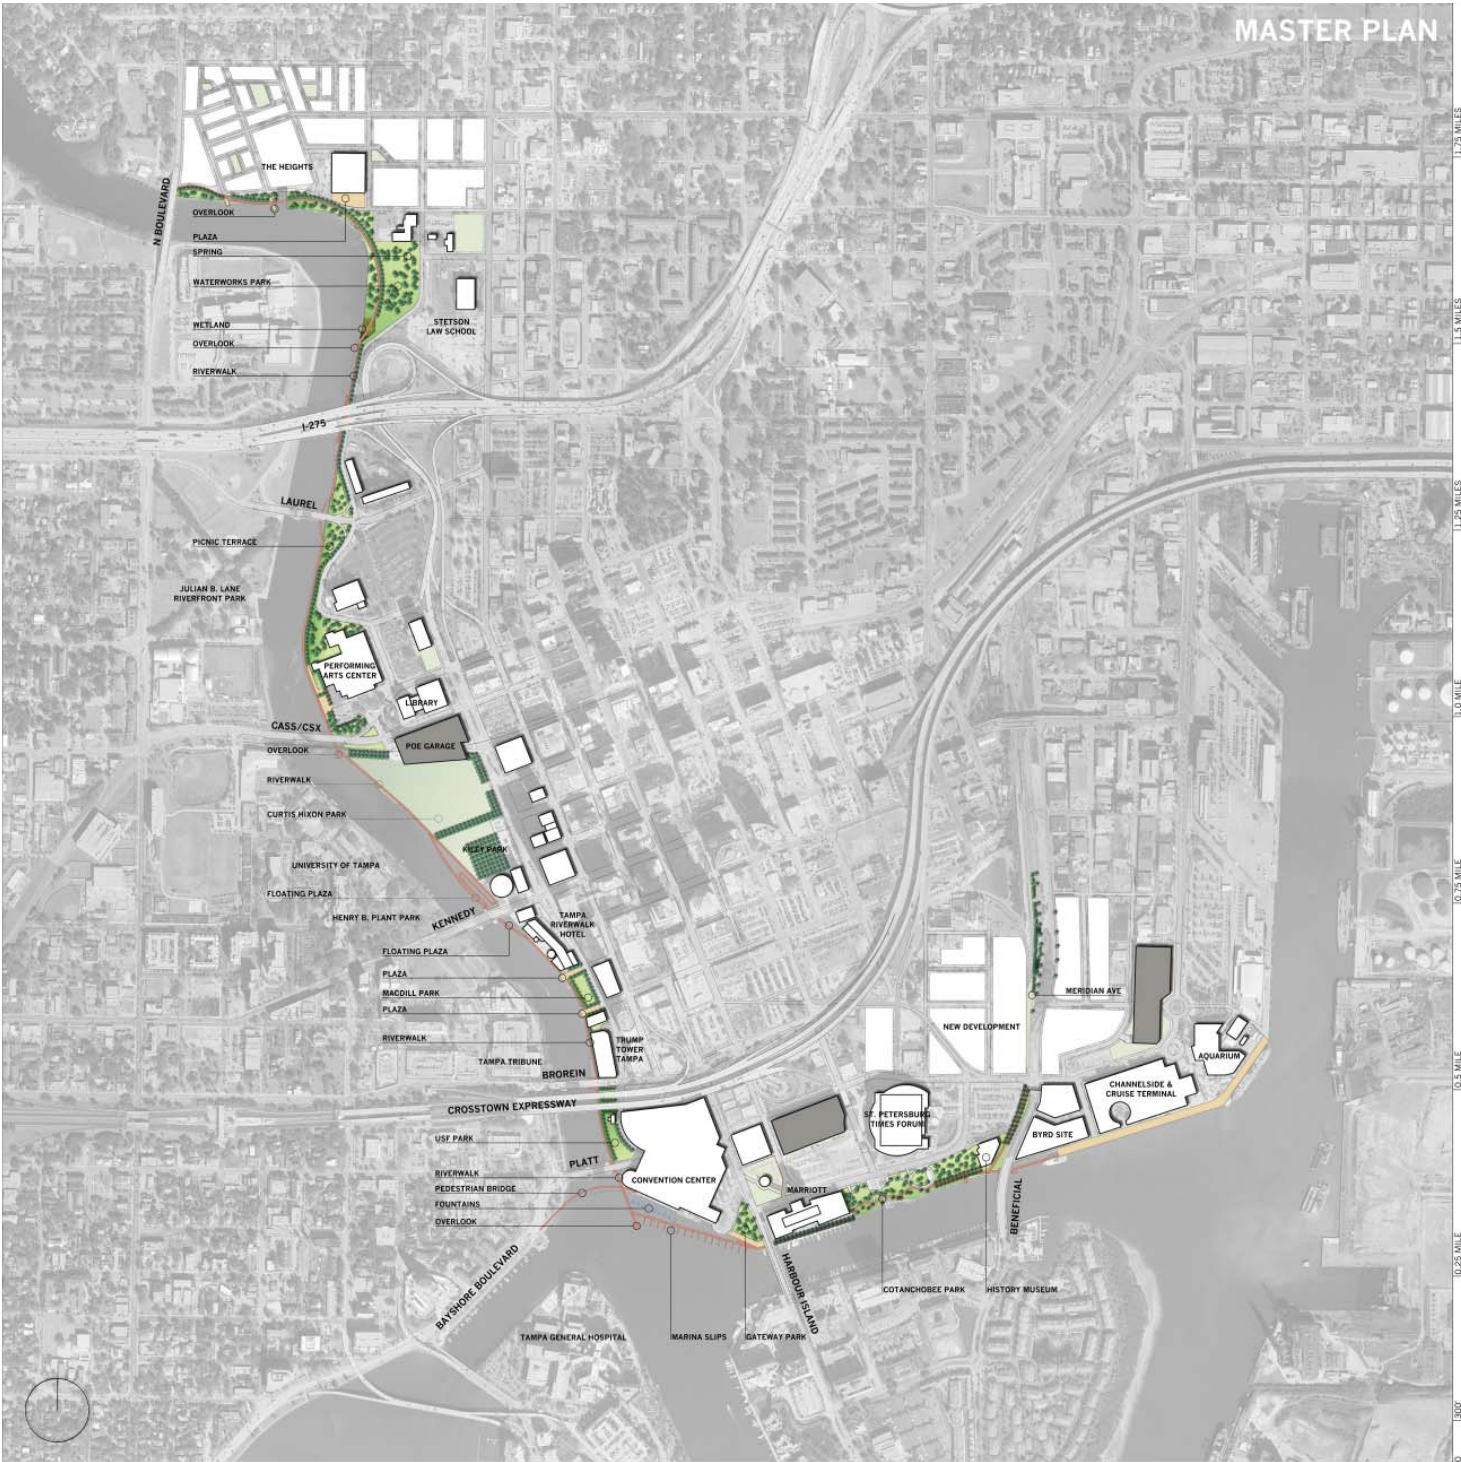 MASTER PLAN
1.75 MILES
THE HEIGHTS
N BOULEVARD
OVERLOOK
PLAZA
SPRING
WATERWORKS PARK
WETLAND
STETSON
LAW SCHOOL
1.5 MILES
OVERLOOK
RIVERWALK
I-275
LAUREL
1.25 MILES
PICNIC TERRACE
JULIAN B. LANE
RIVERFRONT PARK
PERFORMING
ARTS CENTER
LIBRARY
1.0 MILE
CASS/CSX
POE GARAGE
OVERLOOK
RIVERWALK
CURTIS HIXON PARK
KILEY PARK
UNIVERSITY OF TAMPA
0.75 MILE
FLOATING PLAZA
HENRY B. PLANT PARK
KENNEDY
TAMPA
RIVERWALK
HOTEL
FLOATING PLAZA
PLAZA
MACDILL PARK
MERIDIAN AVE
PLAZA
NEW DEVELOPMENT
RIVERWALK
TRUMP
TOWER
TAMPA
TAMPA TRIBUNE
AQUARIUM
0.5 MILE
BROREIN
CHANNELSIDE &
CRUISE TERMINAL
CROSSTOWN EXPRESSWAY
ST. PETERSBURG
TIMES FORUM
USF PARK
BYRD SITE
PLATT
RIVERWALK
CONVENTION CENTER
PEDESTRIAN BRIDGE
MARRIOTT
FOUNTAINS
BENEFICIAL
OVERLOOK
0.25 MILE
BAYSHORE BOULEVARD
HARBOUR ISLAND
COTANCHOBEE PARK
HISTORY MUSEUM
TAMPA GENERAL HOSPITAL
MARINA SLIPS
GATEWAY PARK
300'
0